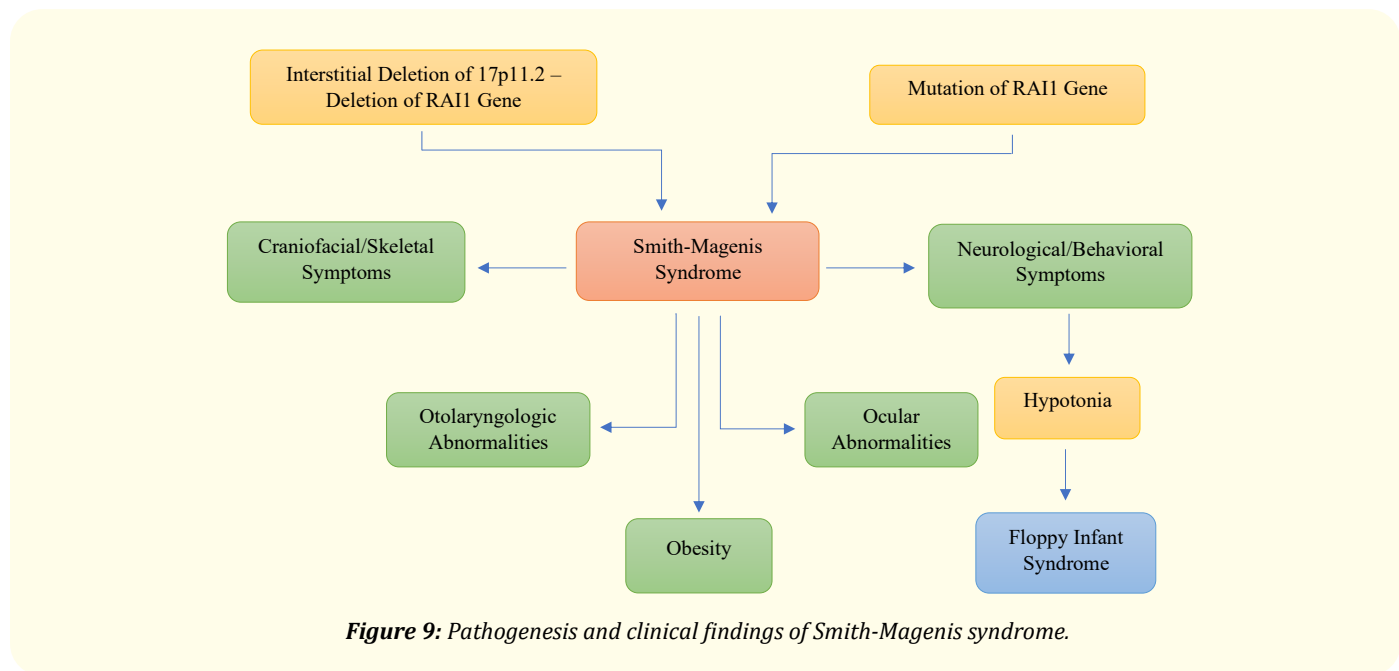 Interstitial Deletion of 17p11.2 –
Deletion of RAI1 Gene
Mutation of RAI1 Gene
Craniofacial/Skeletal
Symptoms
Smith-Magenis
Syndrome
Neurological/Behavioral
Symptoms
Otolaryngologic
Abnormalities
Ocular
Abnormalities
Hypotonia
Obesity
Floppy Infant
Syndrome
Figure 9: Pathogenesis and clinical findings of Smith-Magenis syndrome.